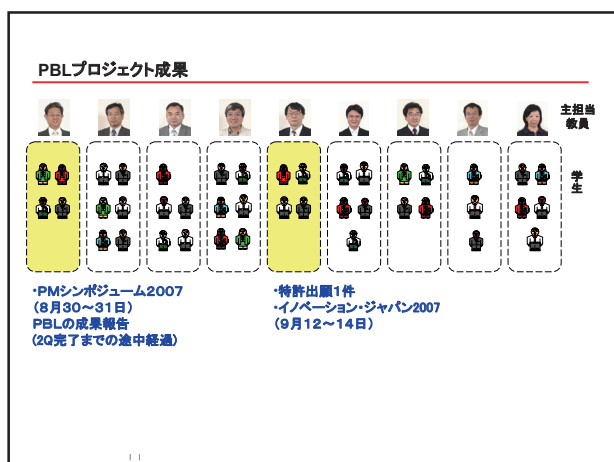 PBLプロジェクト成果
主担当
教員
学生
・PMシンポジューム2007
(8月30～31日)
PBLの成果報告
(2Q完了までの途中経過)
・特許出願1件
・イノベーション・ジャパン2007
(9月12～14日)